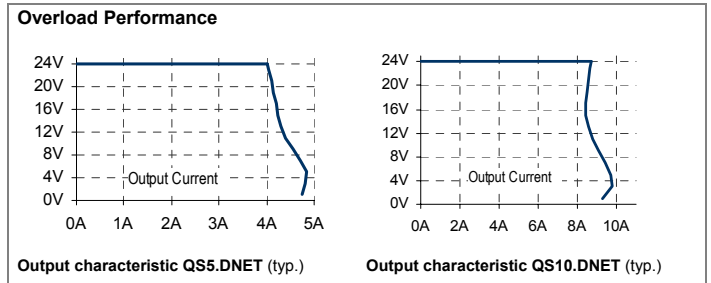 Overload Performance
24V
20V
16V
12V
8V
4V
0V
Output Current
0A 1A 2A 3A 4A 5A
Output characteristic QS5.DNET (typ.)
24V
20V
16V
12V
8V
4V
0V
Output Current
0A 2A 4A 6A 8A 10A
Output characteristic QS10.DNET (typ.)